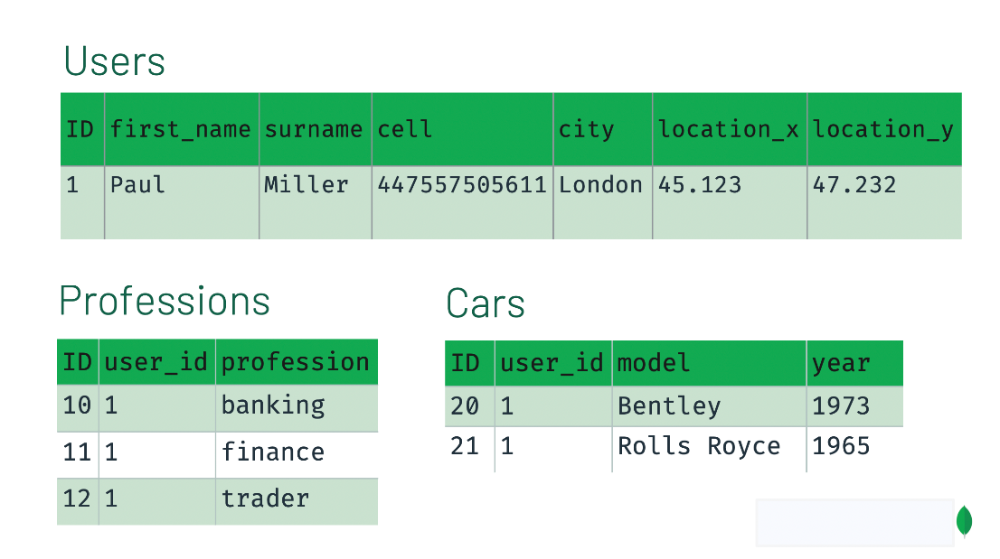 Users
ID first_name surname cell city location_x location_y
1 Paul Miller 447557505611 London 45.123 47.232
Professions
ID user_id profession
10 1 banking
11 1 finance
12 1 trader
Cars
ID user_id model year
20 1 Bentley 1973
21 1 Rolls Royce 1965